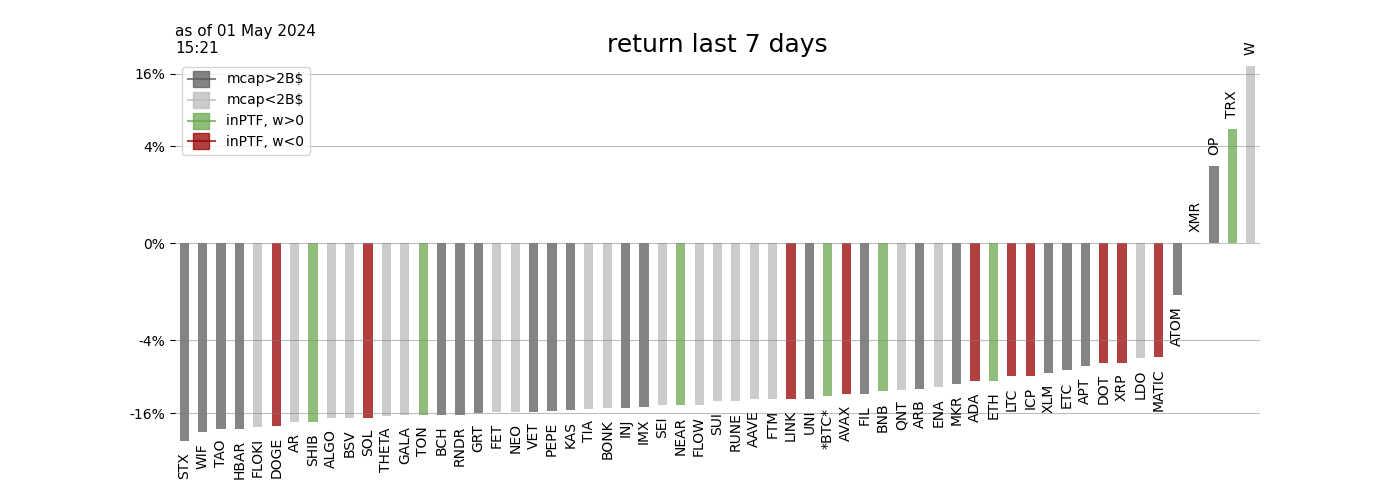 as of 01 May 2024
15:21
return last 7 days
mcap>2B$
mcap<2B$
inPTF, w>0
inPTF, w<0
16%
4%
0%
-4%
-16%
STX
WIF
TAO
HBAR
FLOKI
DOGE
AR
SHIB
ALGO
BSV
SOL
THETA
GALA
TON
BCH
RNDR
GRT
FET
NEO
VET
PEPE
KAS
TIA
BONK
INJ
IMX
SEI
NEAR
FLOW
SUI
RUNE
AAVE
FTM
LINK
UNI
*BTC*
AVAX
FIL
BNB
QNT
ARB
ENA
MKR
ADA
ETH
LTC
ICP
XLM
ETC
APT
DOT
XRP
LDO
MATIC
ATOM
XMR
OP
TRX
W